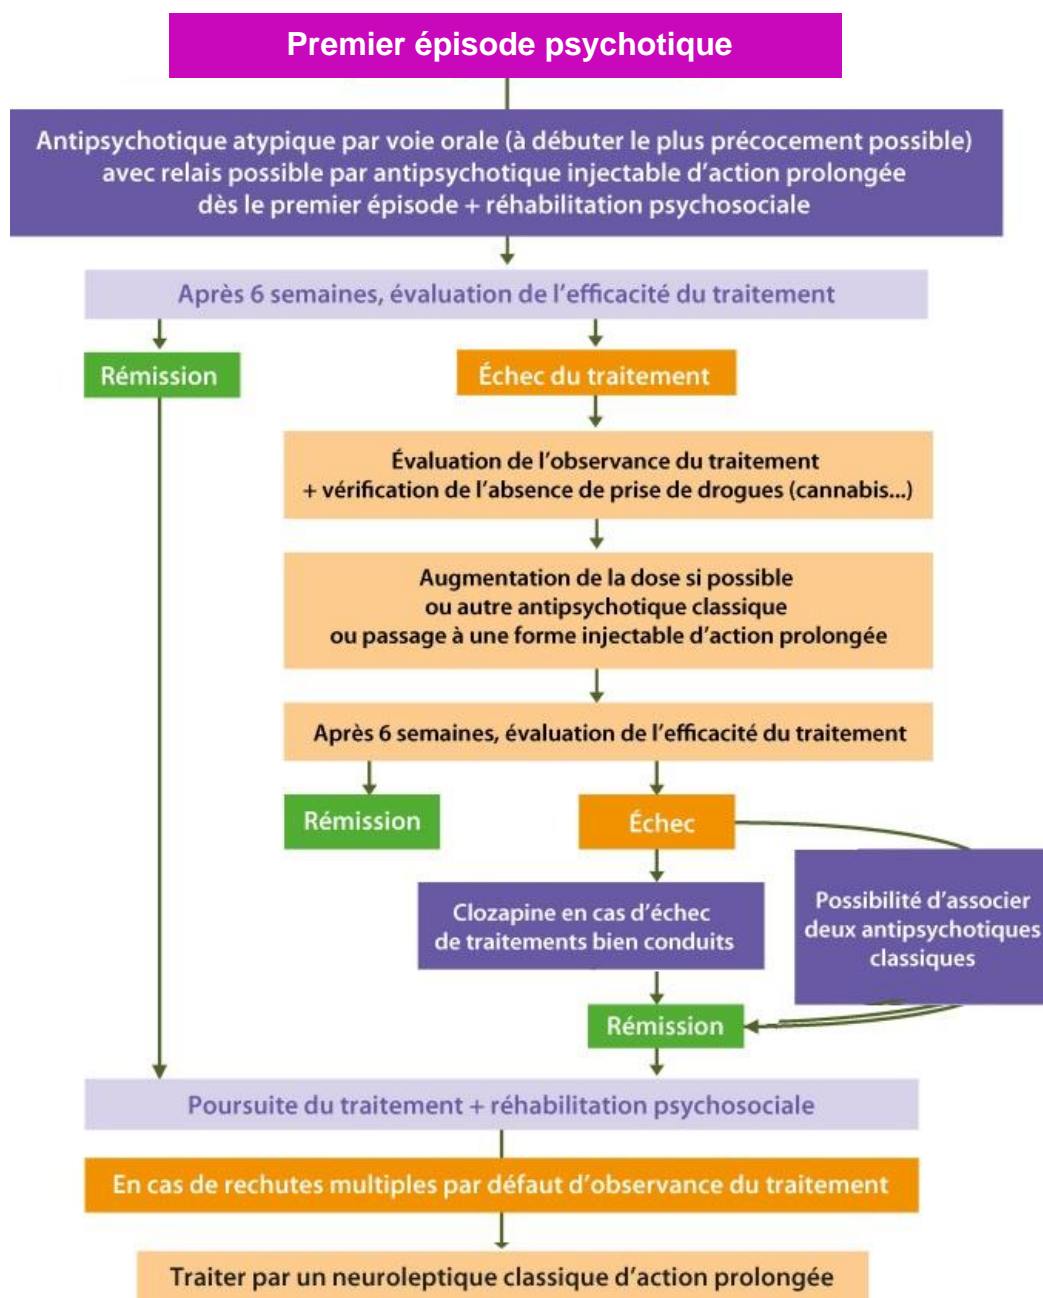 Premier épisode psychotique
Antipsychotique atypique par voie orale (à débuter le plus précocement possible)
avec relais possible par antipsychotique injectable d'action prolongée
dès le premier épisode + réhabilitation psychosociale
Après 6 semaines, évaluation de l'efficacité du traitement
Rémission
Échec du traitement
Évaluation de l'observance du traitement
+ vérification de l'absence de prise de drogues (cannabis...)
Augmentation de la dose si possible
ou autre antipsychotique classique
ou passage à une forme injectable d'action prolongée
Après 6 semaines, évaluation de l'efficacité du traitement
Rémission
Échec
Clozapine en cas d'échec
de traitements bien conduits
Possibilité d'associer
deux antipsychotiques
classiques
Rémission
Poursuite du traitement + réhabilitation psychosociale
En cas de rechutes multiples par défaut d'observance du traitement
Traiter par un neuroleptique classique d'action prolongée